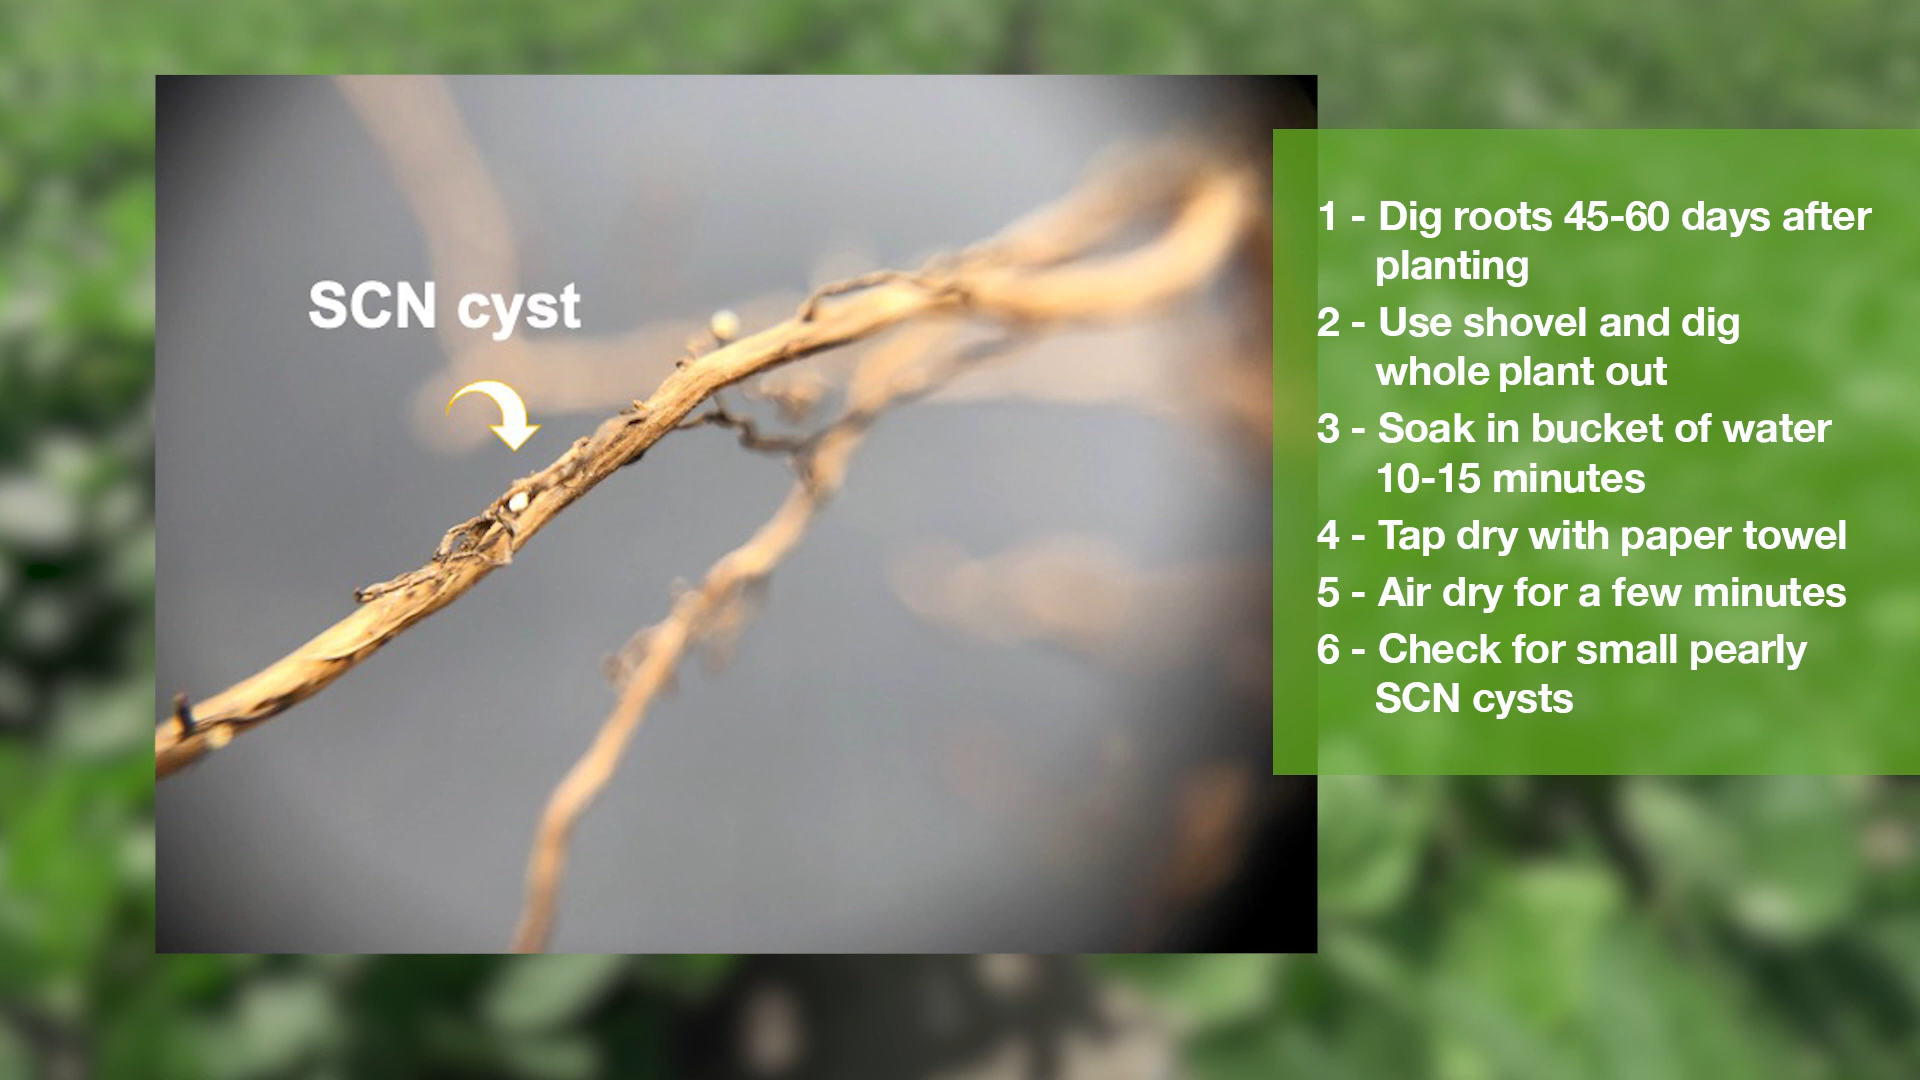 SCN cyst
1 - Dig roots 45-60 days after
planting
2 - Use shovel and dig
whole plant out
3 - Soak in bucket of water
10-15 minutes
4 - Tap dry with paper towel
5 - Air dry for a few minutes
6 - Check for small pearly
SCN cysts